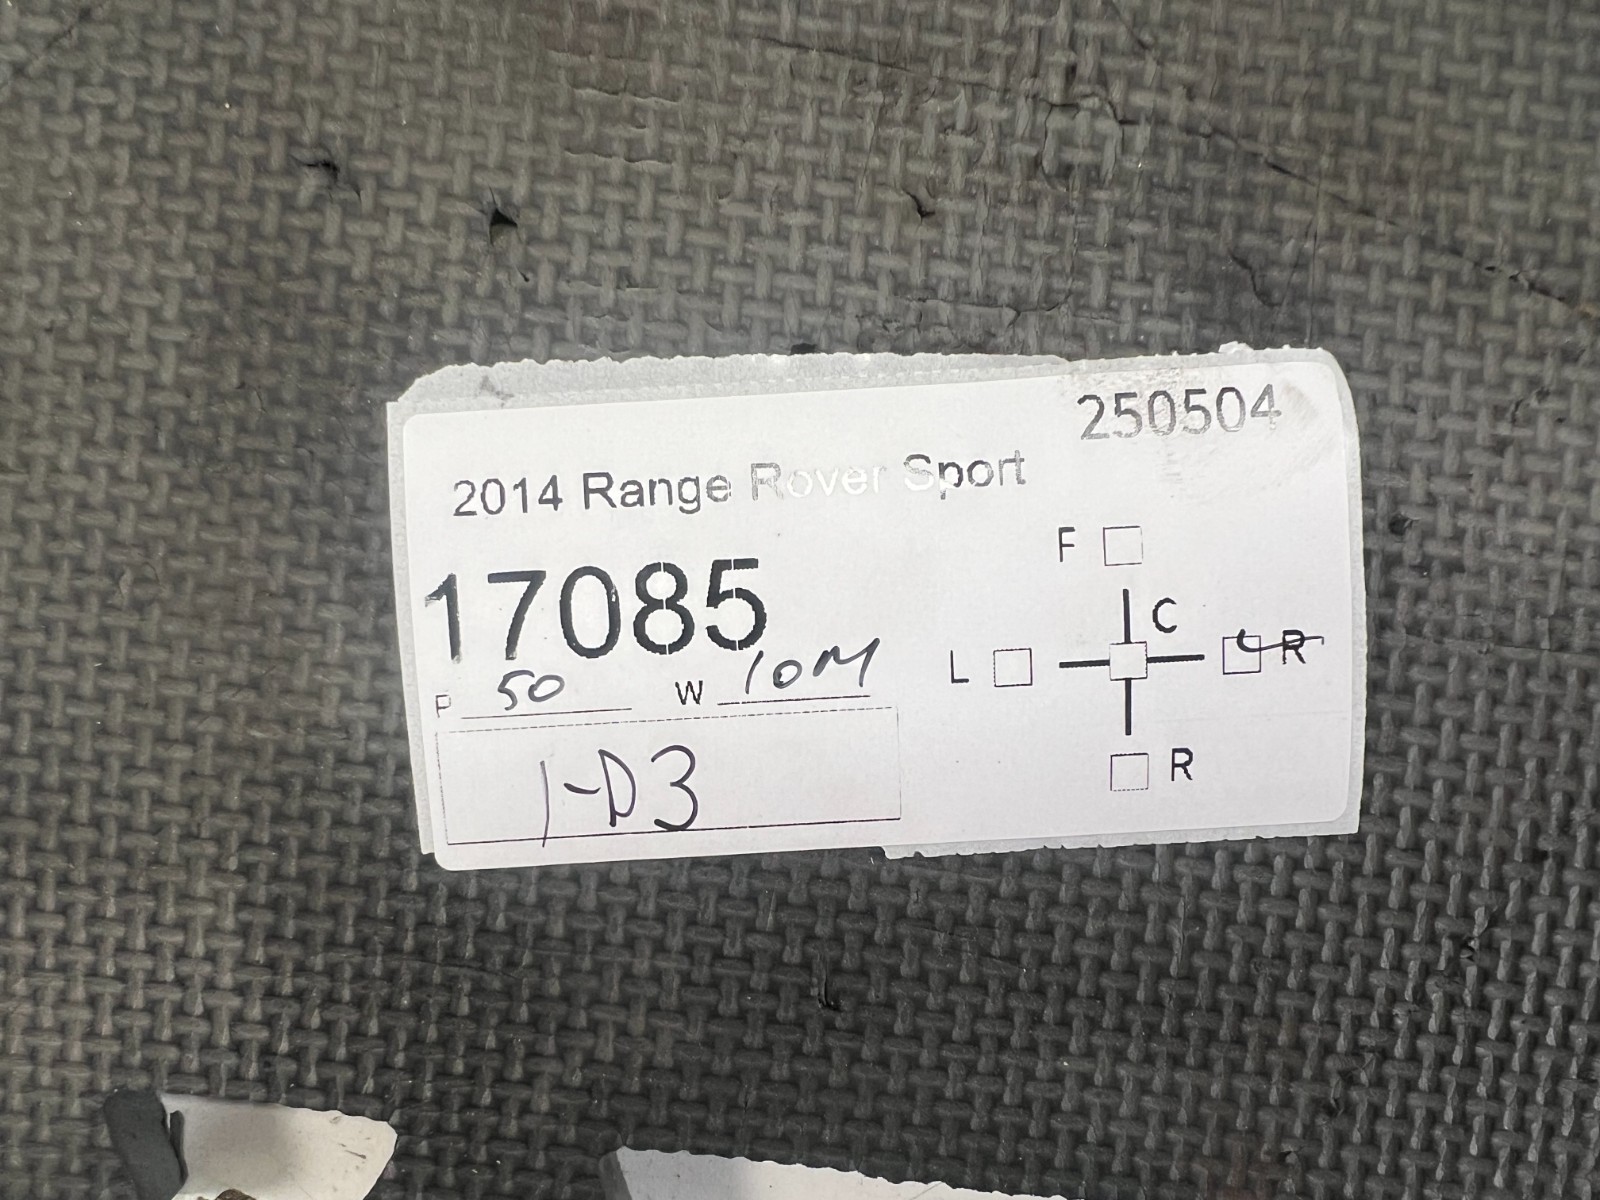 250504
2014 Range Rover Sport
17085
F
C
L
R
P 50 W 10M
1-D3
R